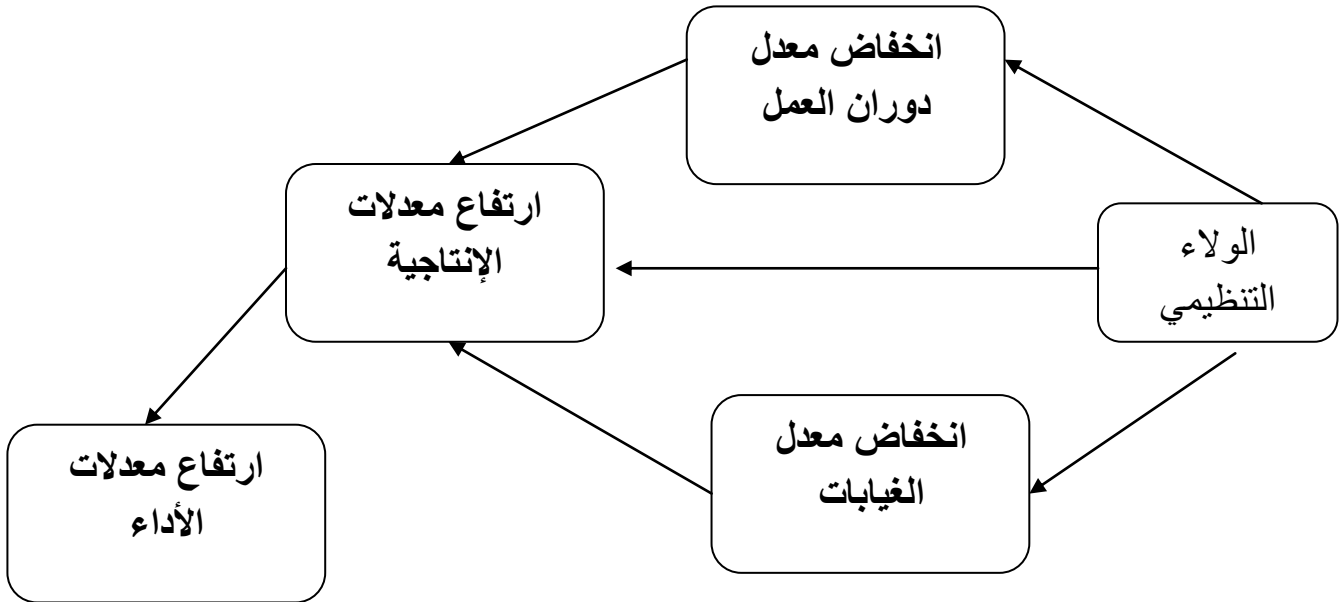 انخفاض معدل
دوران العمل
ارتفاع معدلات
الإنتاجية
الولاء
التنظيمي
انخفاض معدل
الغيابات
ارتفاع معدلات
الأداء